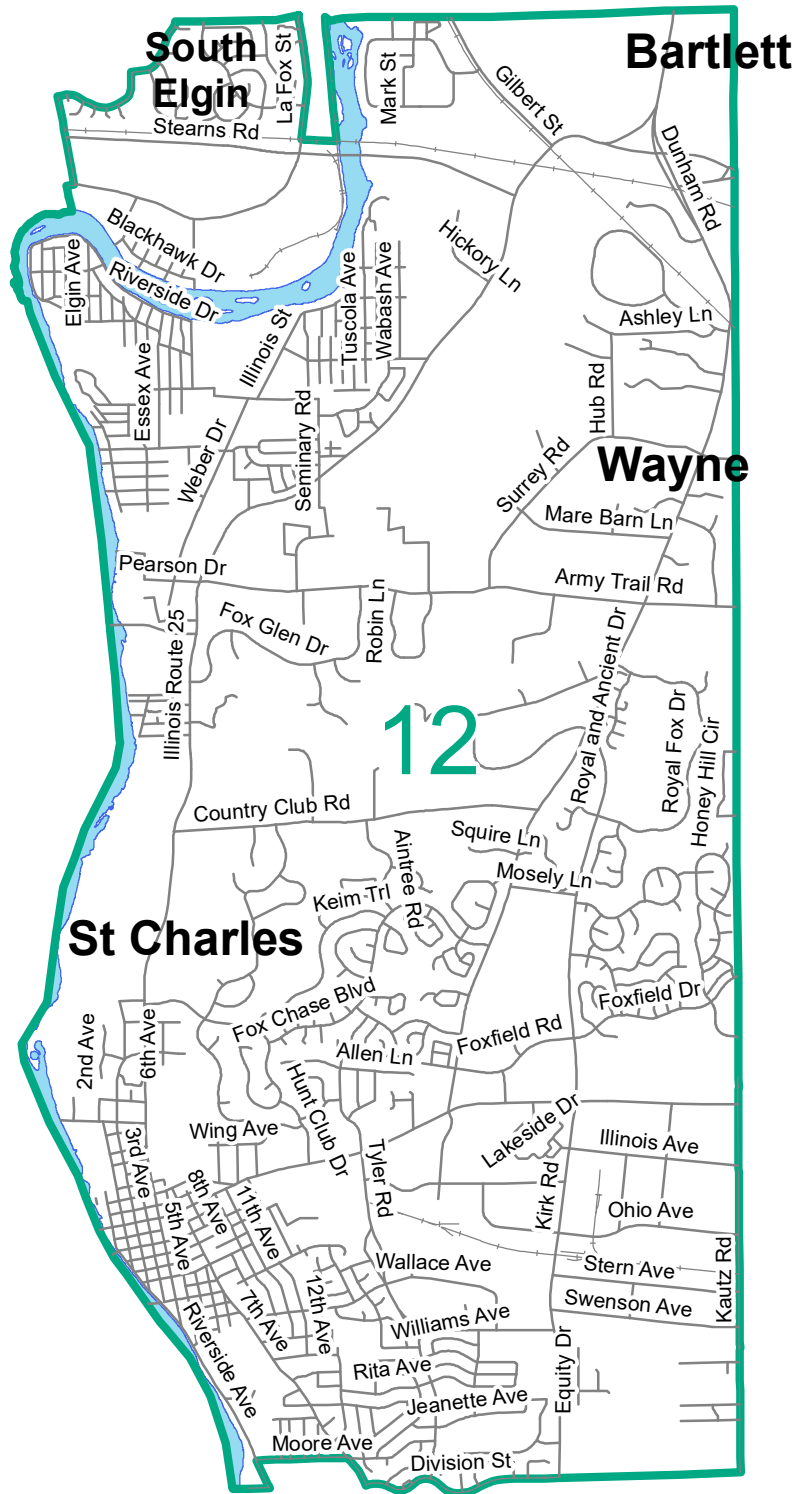 South
Elgin
La Fox St
Mark St
Gilbert St
Bartlett
Stearns Rd
Dunham Rd
Blackhawk Dr
Hickory Ln
Elgin Ave
Riverside Dr
Tuscola Ave
Wabash Ave
Ashley Ln
Illinois St
Essex Ave
Hub Rd
Seminary Rd
Weber Dr
Surrey Rd
Wayne
Mare Barn Ln
Pearson Dr
Army Trail Rd
Robin Ln
Fox Glen Dr
Illinois Route 25
Royal and Ancient Dr
Royal Fox Dr
Honey Hill Cir
12
Country Club Rd
Squire Ln
Aintree Rd
Mosely Ln
Keim Trl
St Charles
Fox Chase Blvd
Foxfield Dr
2nd Ave
6th Ave
Foxfield Rd
Allen Ln
Hunt Club Dr
Lakeside Dr
Wing Ave
Illinois Ave
3rd Ave
Tyler Rd
8th Ave
11th Ave
5th Ave
Kirk Rd
Ohio Ave
Wallace Ave
Stern Ave
Kautz Rd
12th Ave
7th Ave
Swenson Ave
Williams Ave
Riverside Ave
Rita Ave
Equity Dr
Jeanette Ave
Moore Ave
Division St